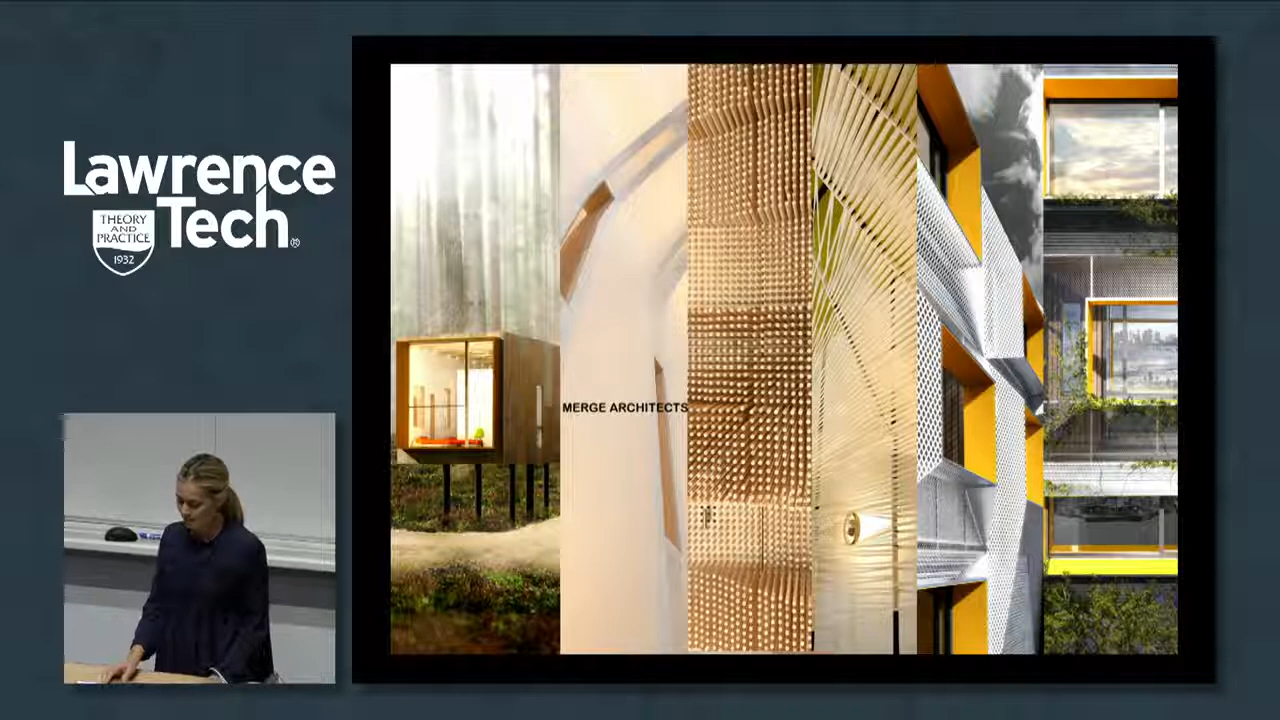 Lawrence
Tech®
THEORY
AND
PRACTICE
1932
MERGE ARCHITECTS